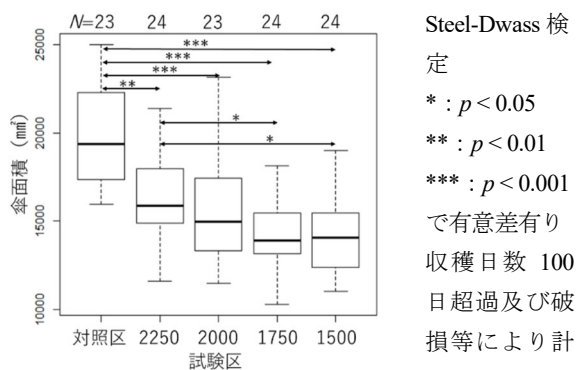 N=23 24 23 24 24
***
***
***
**
*
*
25000
20000
15000
10000
傘面積（㎟）
対照区 2250 2000 1750 1500
試験区
Steel-Dwass 検
定
*：p < 0.05
**：p < 0.01
***：p < 0.001
で有意差有り
収穫日数 100
日超過及び破
損等により計